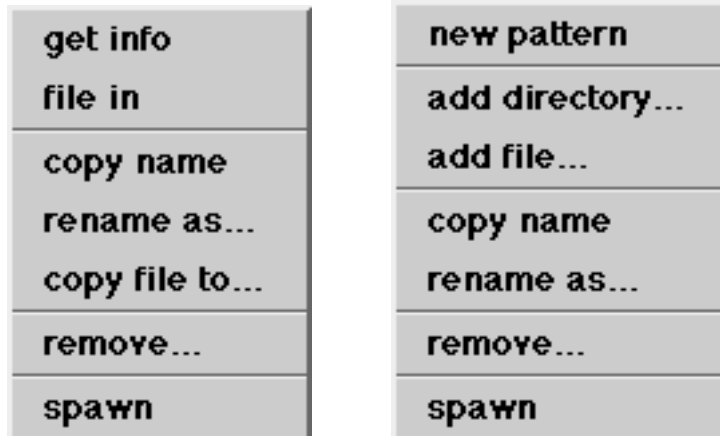 get info
file in
copy name
rename as...
copy file to...
remove...
spawn
new pattern
add directory...
add file...
copy name
rename as...
remove...
spawn